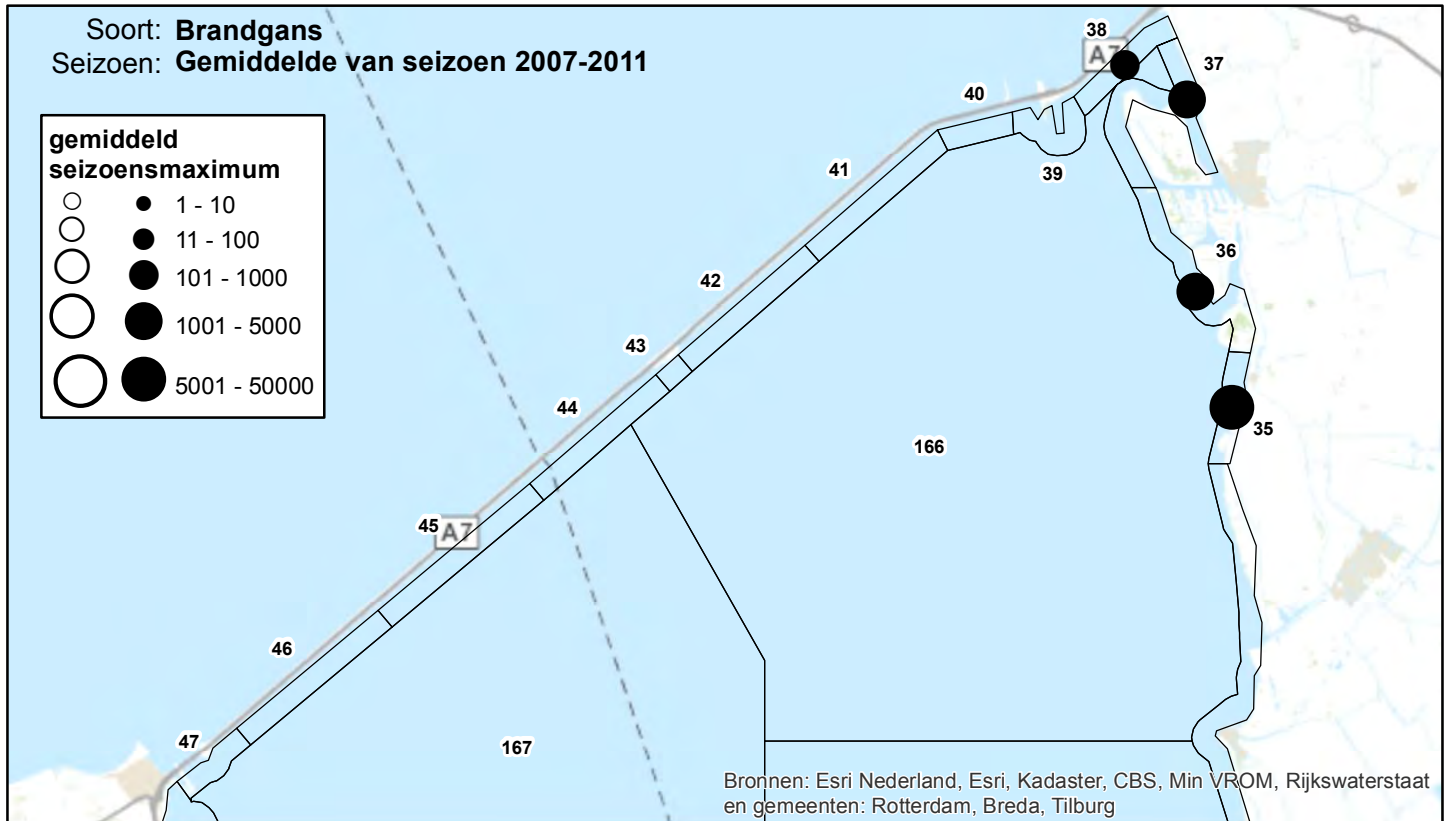 Soort: Brandgans
Seizoen: Gemiddelde van seizoen 2007-2011
gemiddeld
seizoensmaximum
1 - 10
11 - 100
101 - 1000
1001 - 5000
5001 - 50000
38
A7
37
40
41
39
36
42
43
44
35
166
45
A7
46
47
167
Bronnen: Esri Nederland, Esri, Kadaster, CBS, Min VROM, Rijkswaterstaat
en gemeenten: Rotterdam, Breda, Tilburg